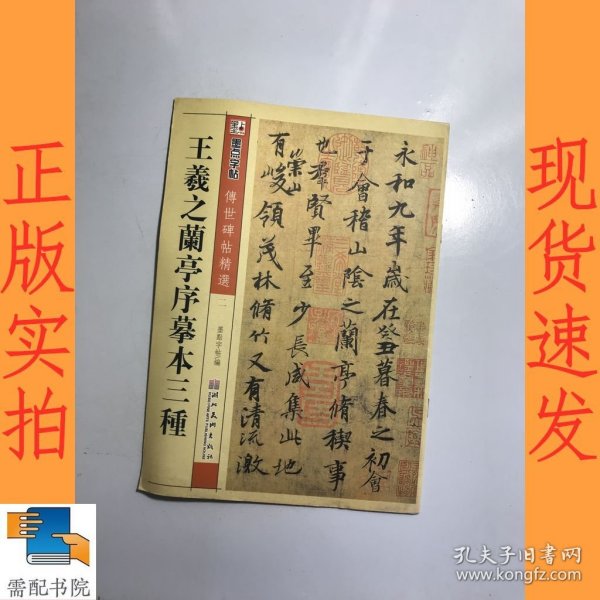 正版实拍
现货速发
王羲之蘭亭序摹本三種
墨点字帖
傳世碑帖精選
二
墨點字帖 編
湖北美術出版社
永和九年歲在癸丑暮春之初會
于會稽山陰之蘭亭脩稧事
也羣賢畢至少長咸集此地
有崇山峻領茂林脩竹又有清流激
需配书院
孔夫子旧书网
www.kongfz.com